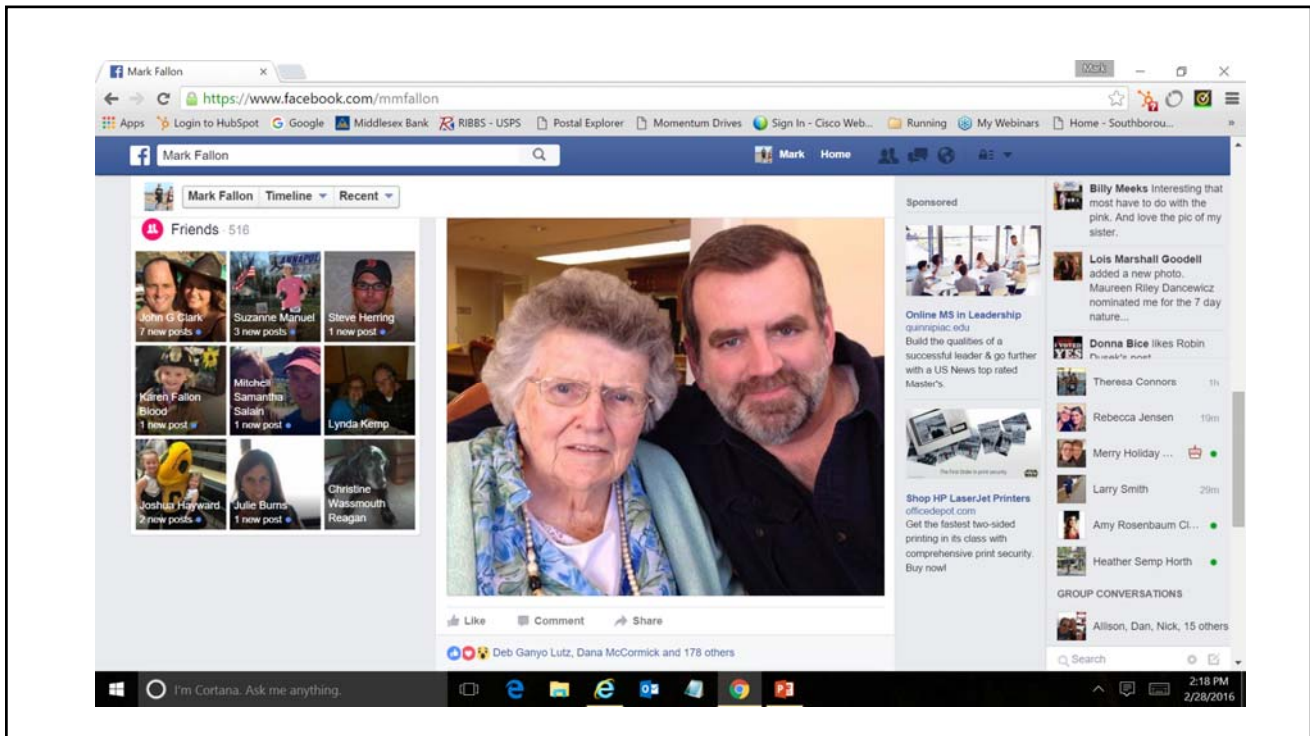 Mark Fallon
Mark
https://www.facebook.com/mmfallon
Apps Login to HubSpot Google Middlesex Bank RIBBS - USPS Postal Explorer Momentum Drives Sign In - Cisco Web... Running My Webinars Home - Southborou... »
Mark Fallon
Mark Home
Mark Fallon Timeline Recent
Friends · 516
John G Clark
7 new posts
Suzanne Manuel
3 new posts
Steve Herring
1 new post
Karen Fallon
Blood
1 new post
Mitchell
Samantha
Salain
1 new post
Lynda Kemp
Joshua Hayward
2 new posts
Julie Burns
1 new post
Christine
Wassmouth
Reagan
Like Comment Share
Deb Ganyo Lutz, Dana McCormick and 178 others
Sponsored
Online MS in Leadership
quinnipiac.edu
Build the qualities of a
successful leader & go further
with a US News top rated
Master's.
The First Order in print security
Shop HP LaserJet Printers
officedepot.com
Get the fastest two-sided
printing in its class with
comprehensive print security.
Buy now!
Billy Meeks Interesting that
most have to do with the
pink. And love the pic of my
sister.
Lois Marshall Goodell
added a new photo.
Maureen Riley Dancewicz
nominated me for the 7 day
nature...
Donna Bice likes Robin
Dusek's post
Theresa Connors 1h
Rebecca Jensen 19m
Merry Holiday ...
Larry Smith 29m
Amy Rosenbaum Cl...
Heather Semp Horth
GROUP CONVERSATIONS
Allison, Dan, Nick, 15 others
Search
I'm Cortana. Ask me anything.
2:18 PM
2/28/2016